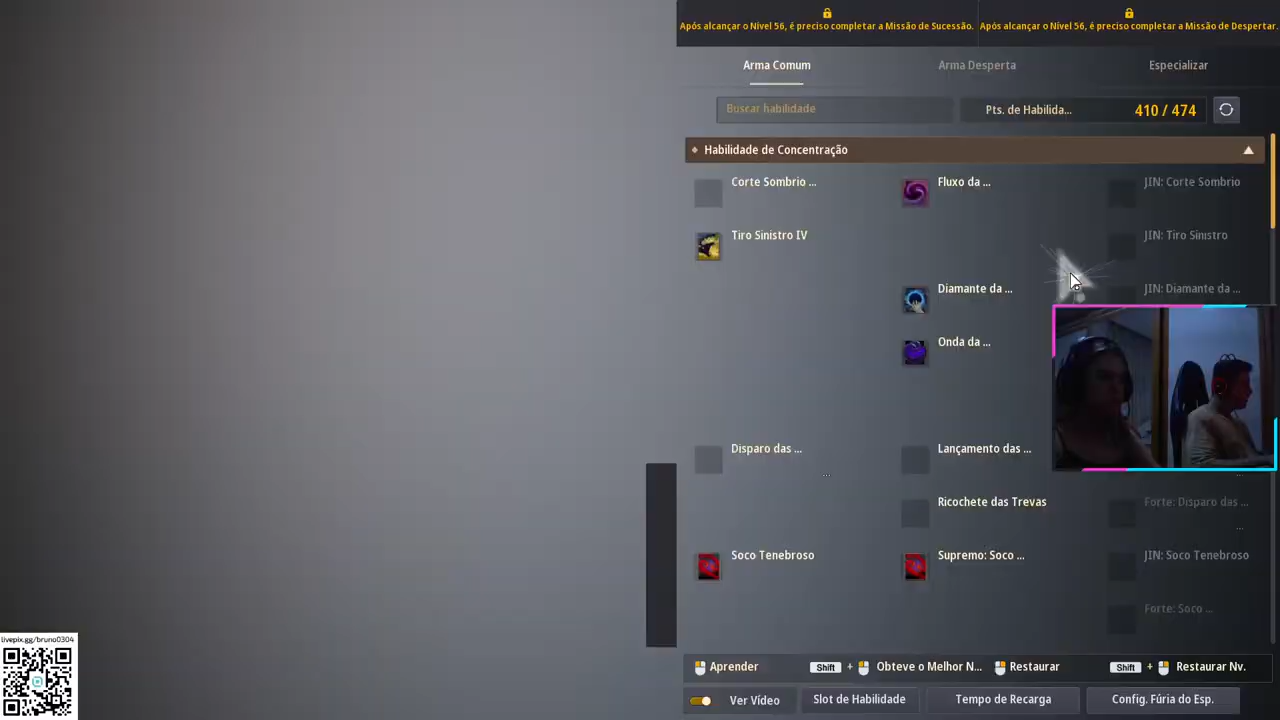 Após alcançar o Nível 56, é preciso completar a Missão de Sucessão.
Após alcançar o Nível 56, é preciso completar a Missão de Despertar.
Arma Comum
Arma Desperta
Especializar
Buscar habilidade
Pts. de Habilida...
410 / 474
Habilidade de Concentração
Corte Sombrio ...
Fluxo da ...
JIN: Corte Sombrio
Tiro Sinistro IV
JIN: Tiro Sinistro
Diamante da ...
JIN: Diamante da ...
Onda da ...
Disparo das ...
Lançamento das ...
...
Ricochete das Trevas
Forte: Disparo das ...
...
Soco Tenebroso
Supremo: Soco ...
JIN: Soco Tenebroso
Forte: Soco ...
livepix.gg/bruno0304
Aprender
Shift + Obteve o Melhor N...
Restaurar
Shift + Restaurar Nv.
Ver Vídeo
Slot de Habilidade
Tempo de Recarga
Config. Fúria do Esp.